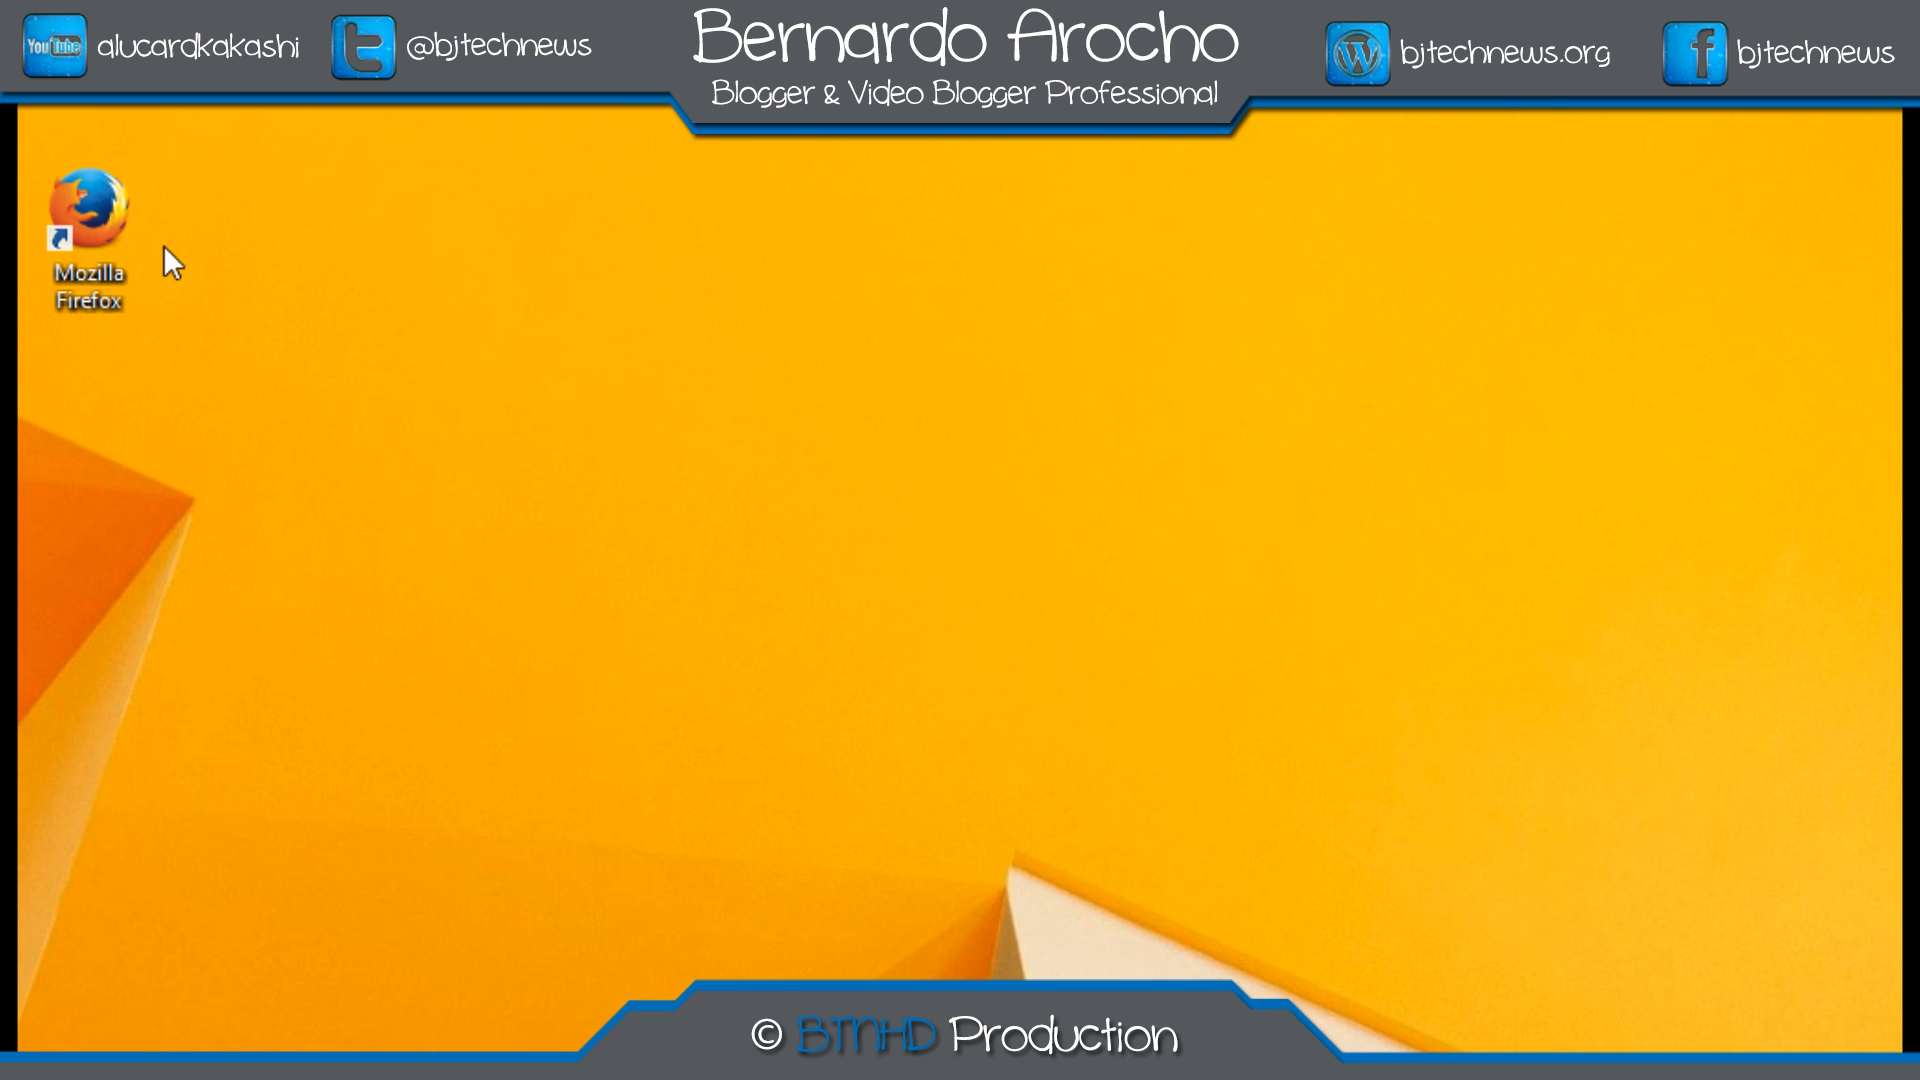 You Tube
alucardkakashi
@bjtechnews
Bernardo Arocho
Blogger & Video Blogger Professional
bjtechnews.org
bjtechnews
Mozilla
Firefox
© BTNHD Production